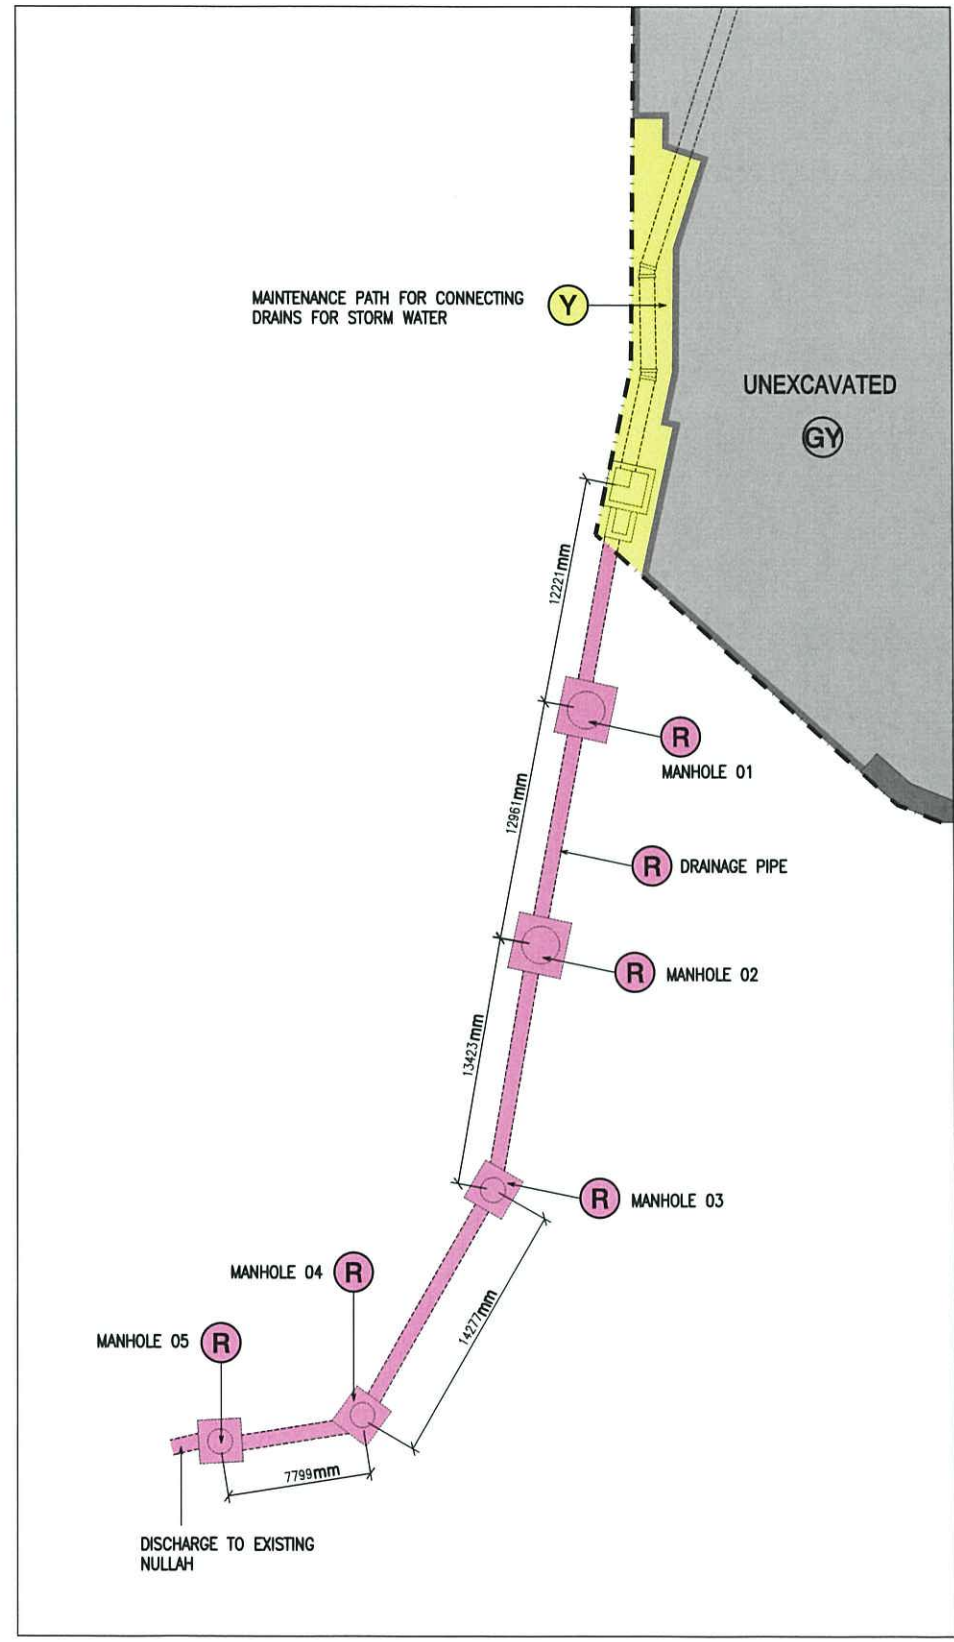 MAINTENANCE PATH FOR CONNECTING
DRAINS FOR STORM WATER
Y
UNEXCAVATED
GY
12221mm
R
MANHOLE 01
12961mm
R DRAINAGE PIPE
R MANHOLE 02
13423mm
R MANHOLE 03
MANHOLE 04 R
14277mm
MANHOLE 05 R
7799mm
DISCHARGE TO EXISTING
NULLAH